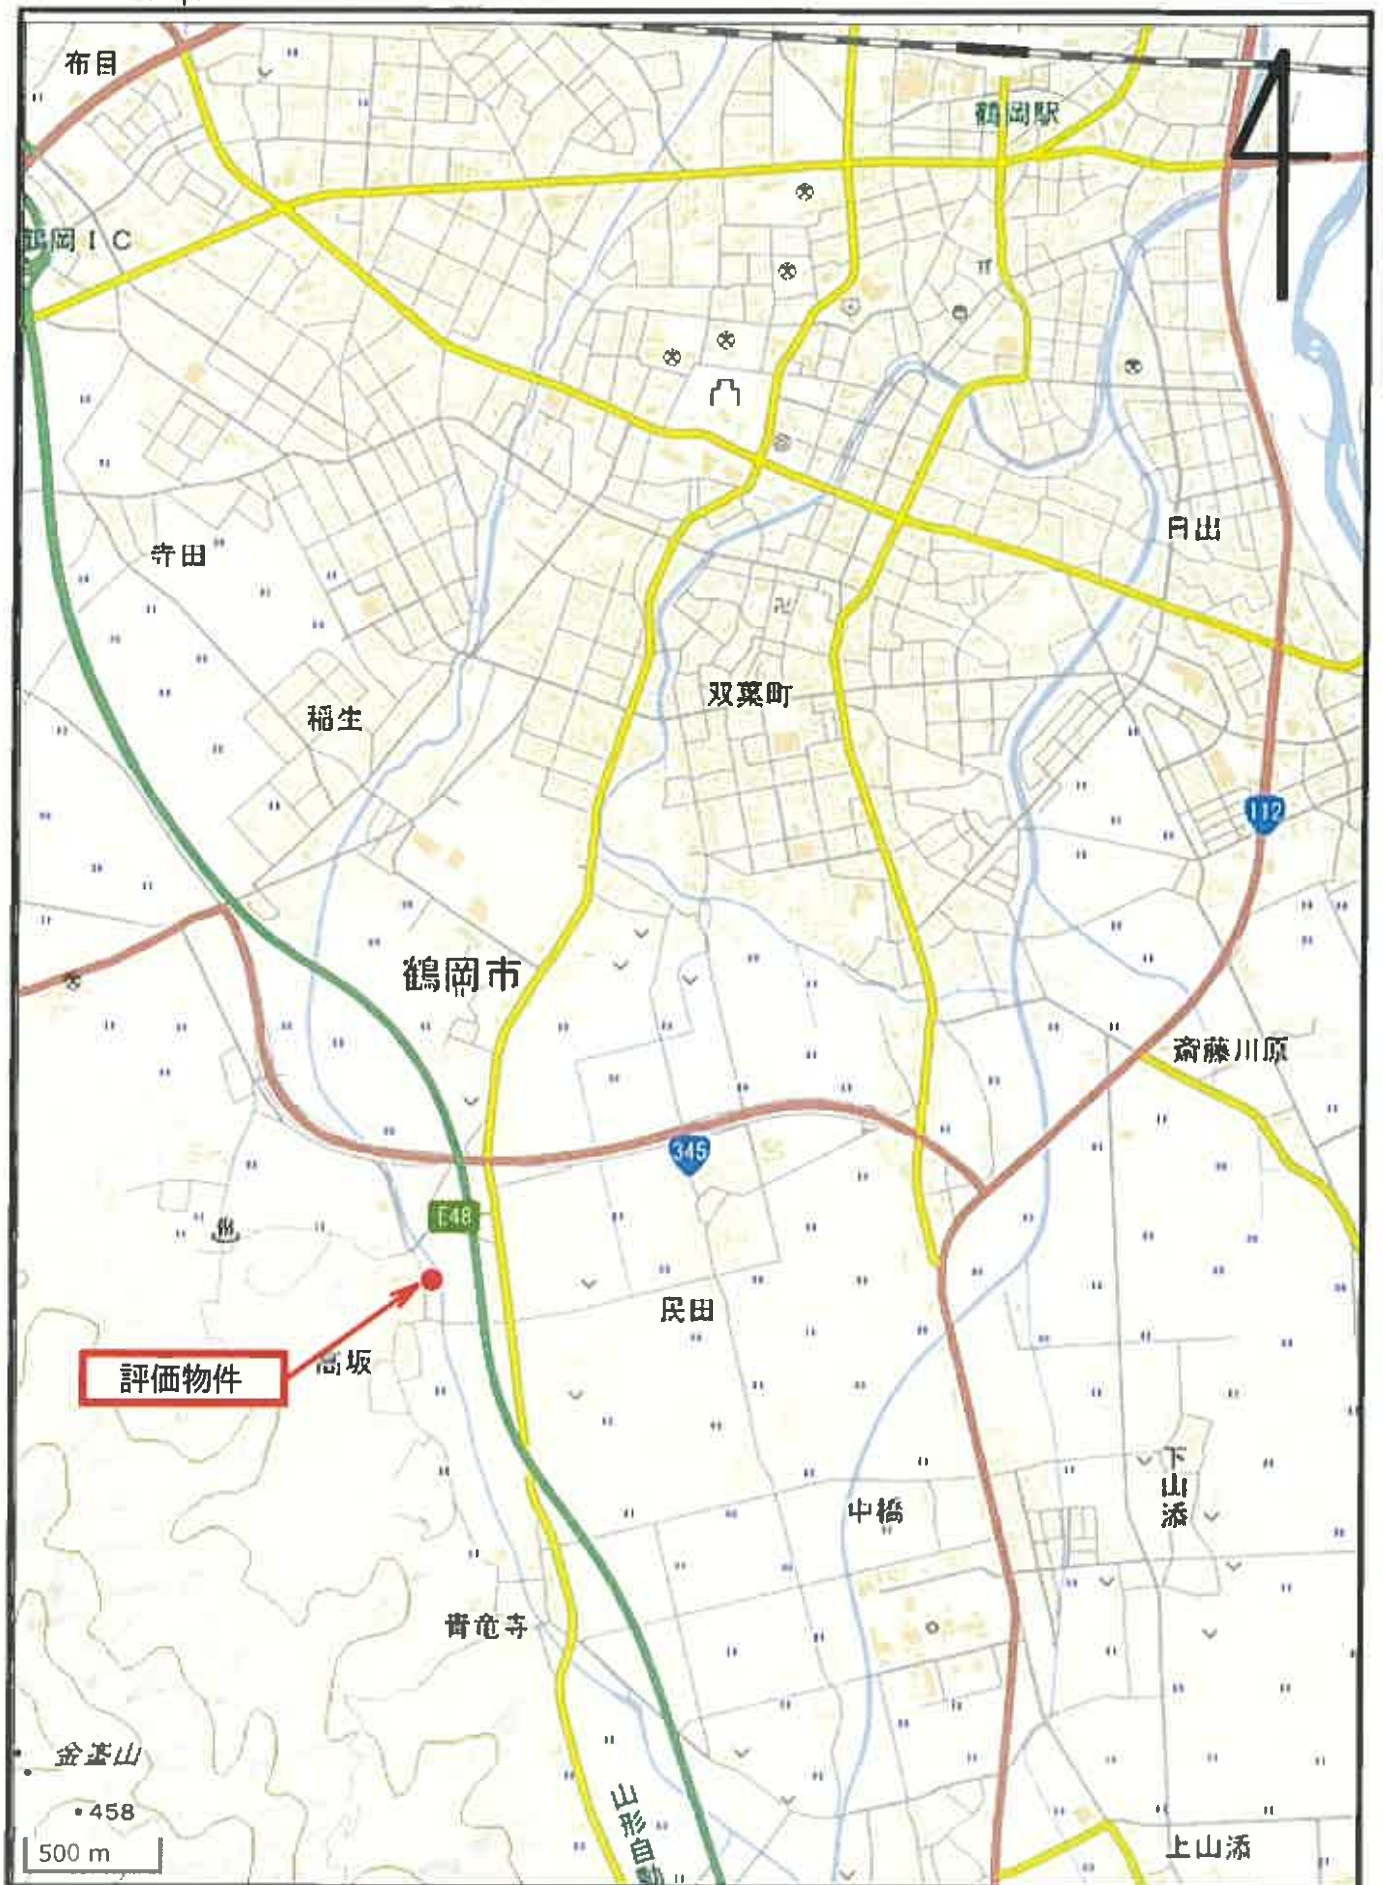 布目
鶴岡駅
鶴岡IC
日出
寺田
双葉町
稲生
112
鶴岡市
斎藤川原
345
E48
民田
評価物件
高坂
下山添
中橋
青竜寺
金峯山
458
山形自動
上山添
500 m